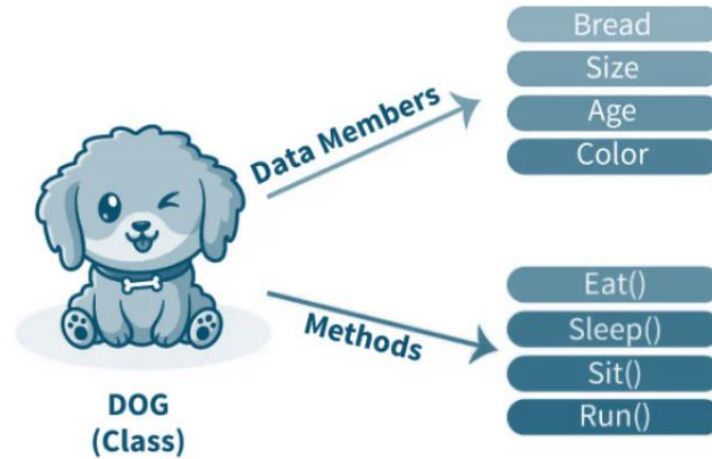 Bread
Size
Age
Color
Data Members
Eat()
Sleep()
Sit()
Run()
Methods
DOG
(Class)